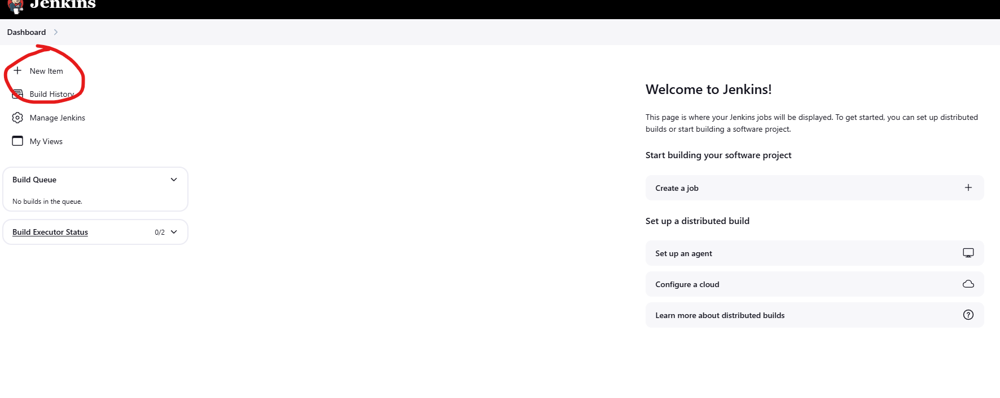 Jenkins
Dashboard
New Item
Build History
Manage Jenkins
My Views
Build Queue
No builds in the queue.
Build Executor Status 0/2
Welcome to Jenkins!
This page is where your Jenkins jobs will be displayed. To get started, you can set up distributed
builds or start building a software project.
Start building your software project
Create a job
Set up a distributed build
Set up an agent
Configure a cloud
Learn more about distributed builds